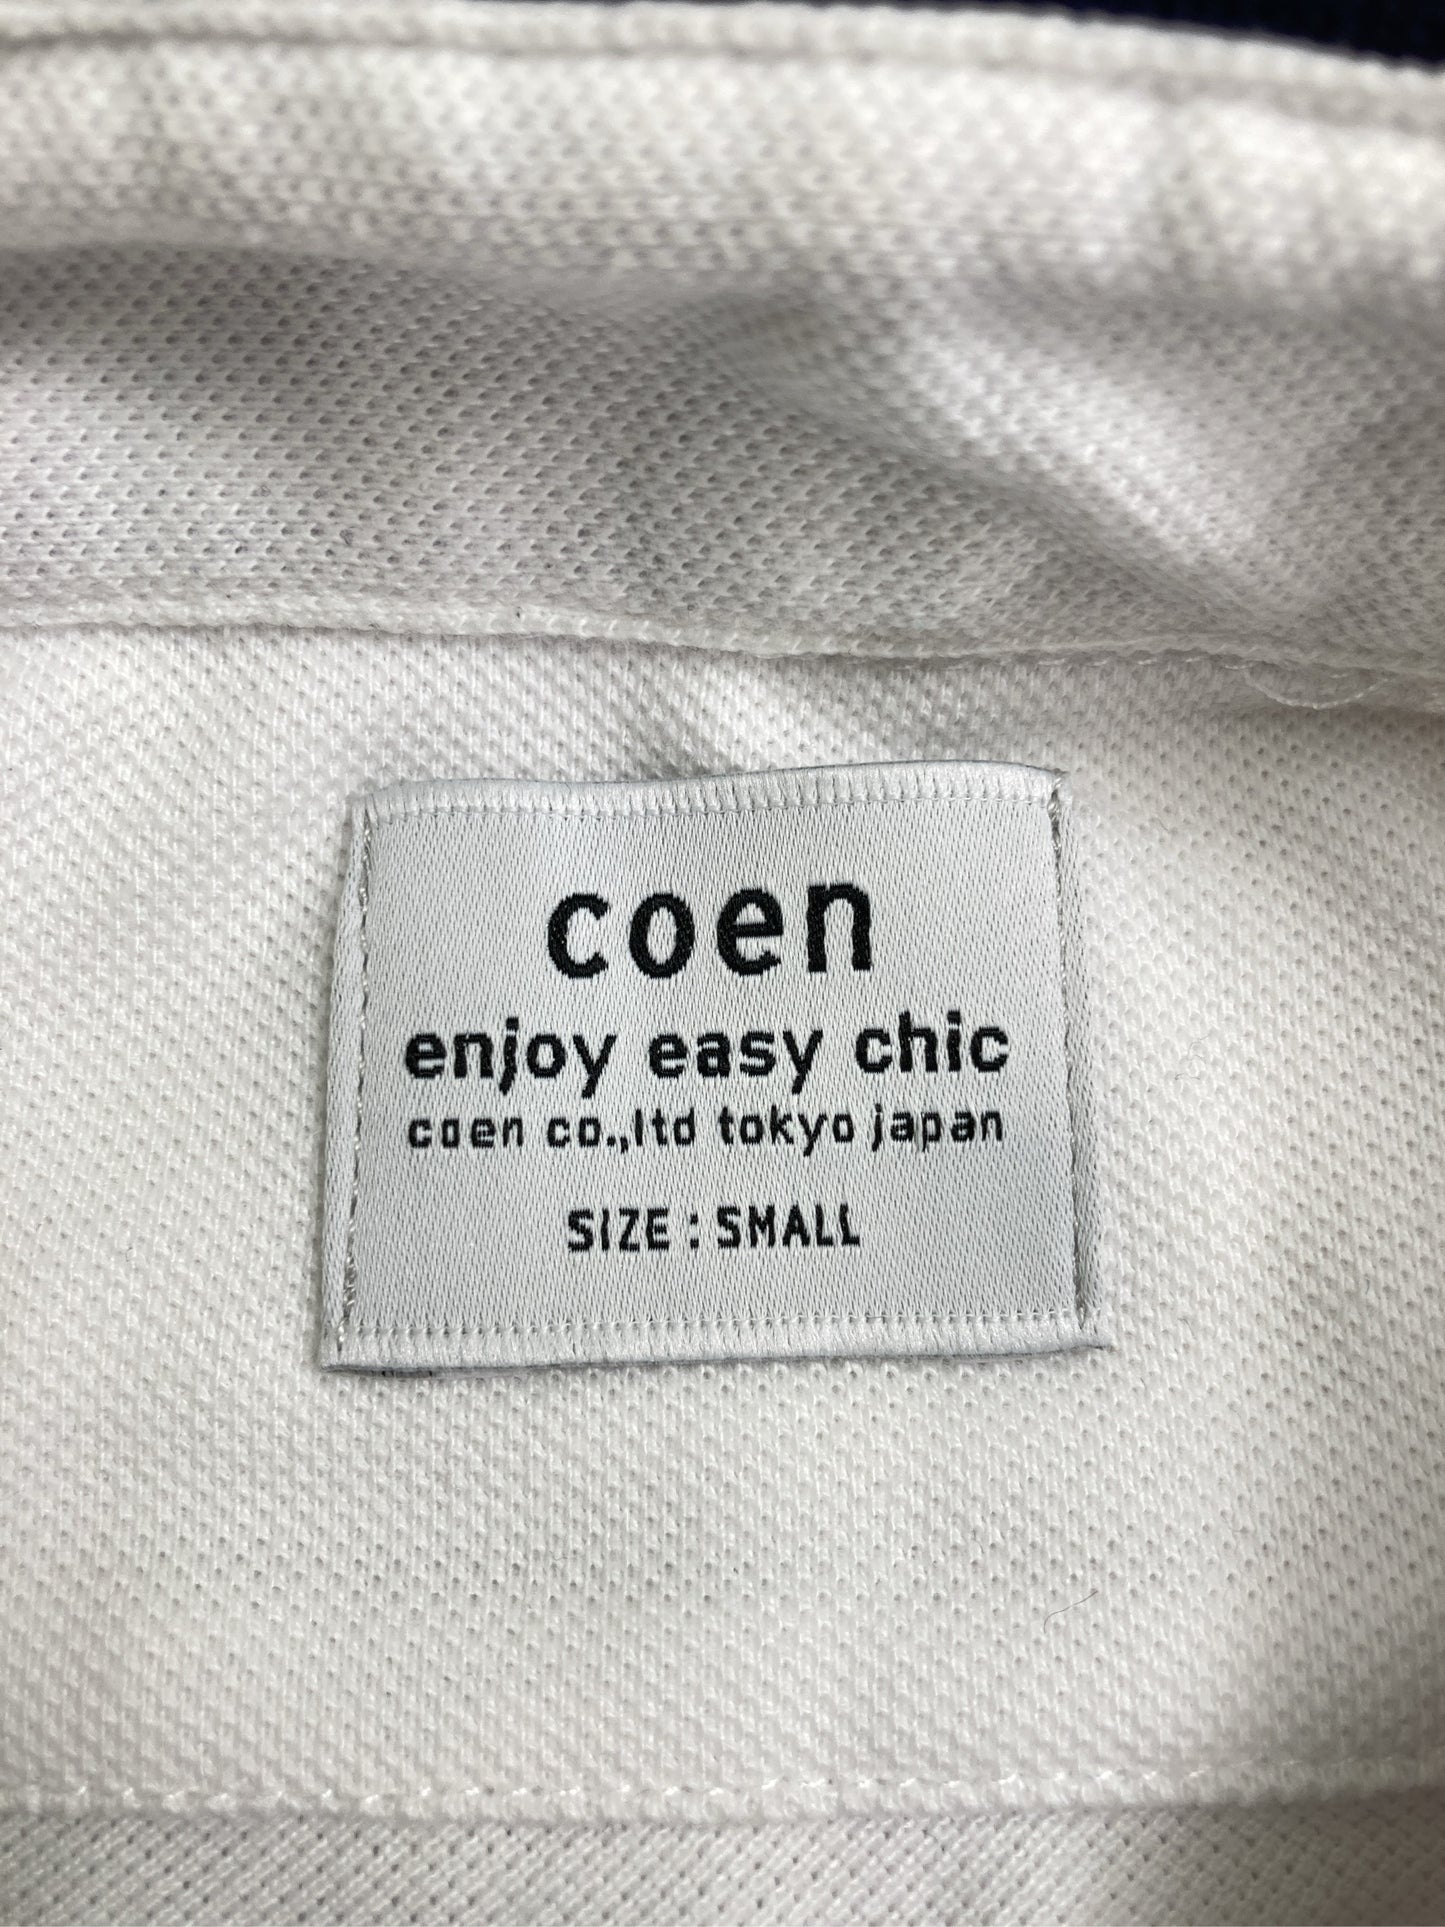 coen
enjoy easy chic
coen co.,ltd tokyo japan
SIZE : SMALL